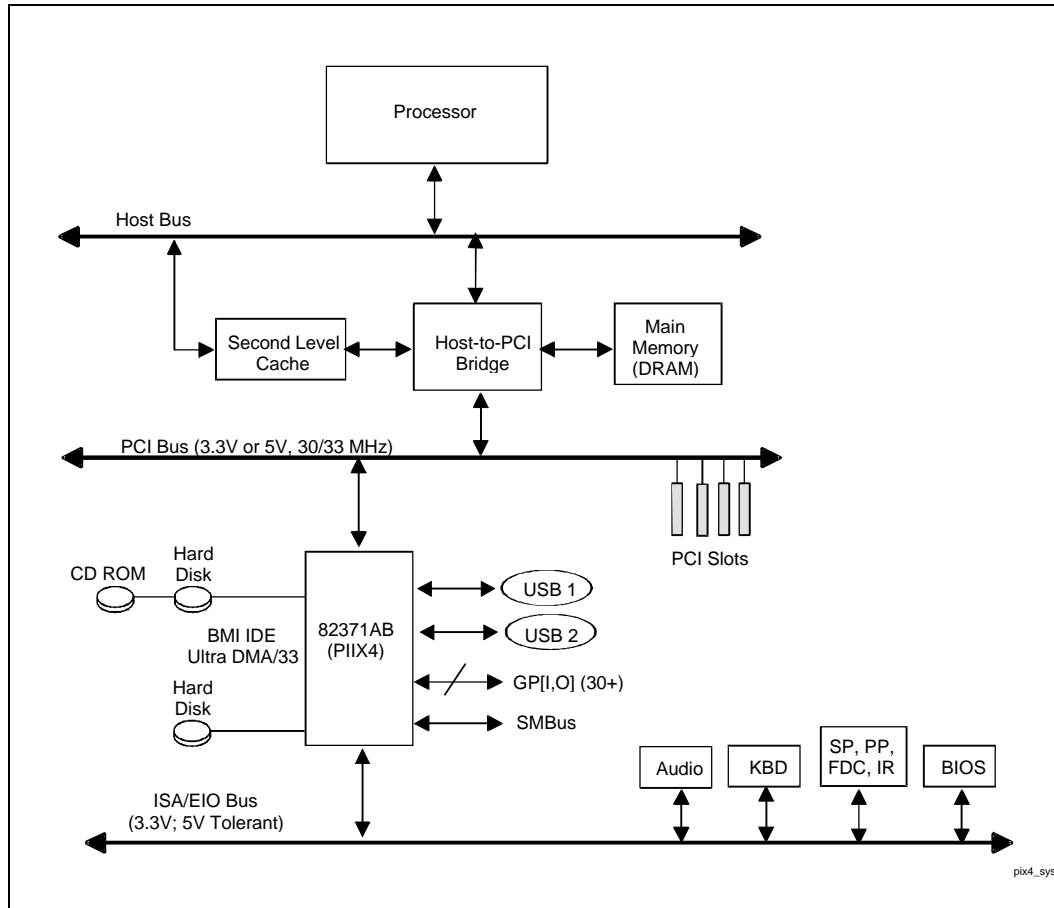 Processor
Host Bus
Second Level
Cache
Host-to-PCI
Bridge
Main
Memory
(DRAM)
PCI Bus (3.3V or 5V, 30/33 MHz)
PCI Slots
Hard
Disk
CD ROM
BMI IDE
Ultra DMA/33
Hard
Disk
82371AB
(PIIX4)
USB 1
USB 2
GP[I,O] (30+)
SMBus
ISA/EIO Bus
(3.3V; 5V Tolerant)
Audio
KBD
SP, PP,
FDC, IR
BIOS
pix4_sys